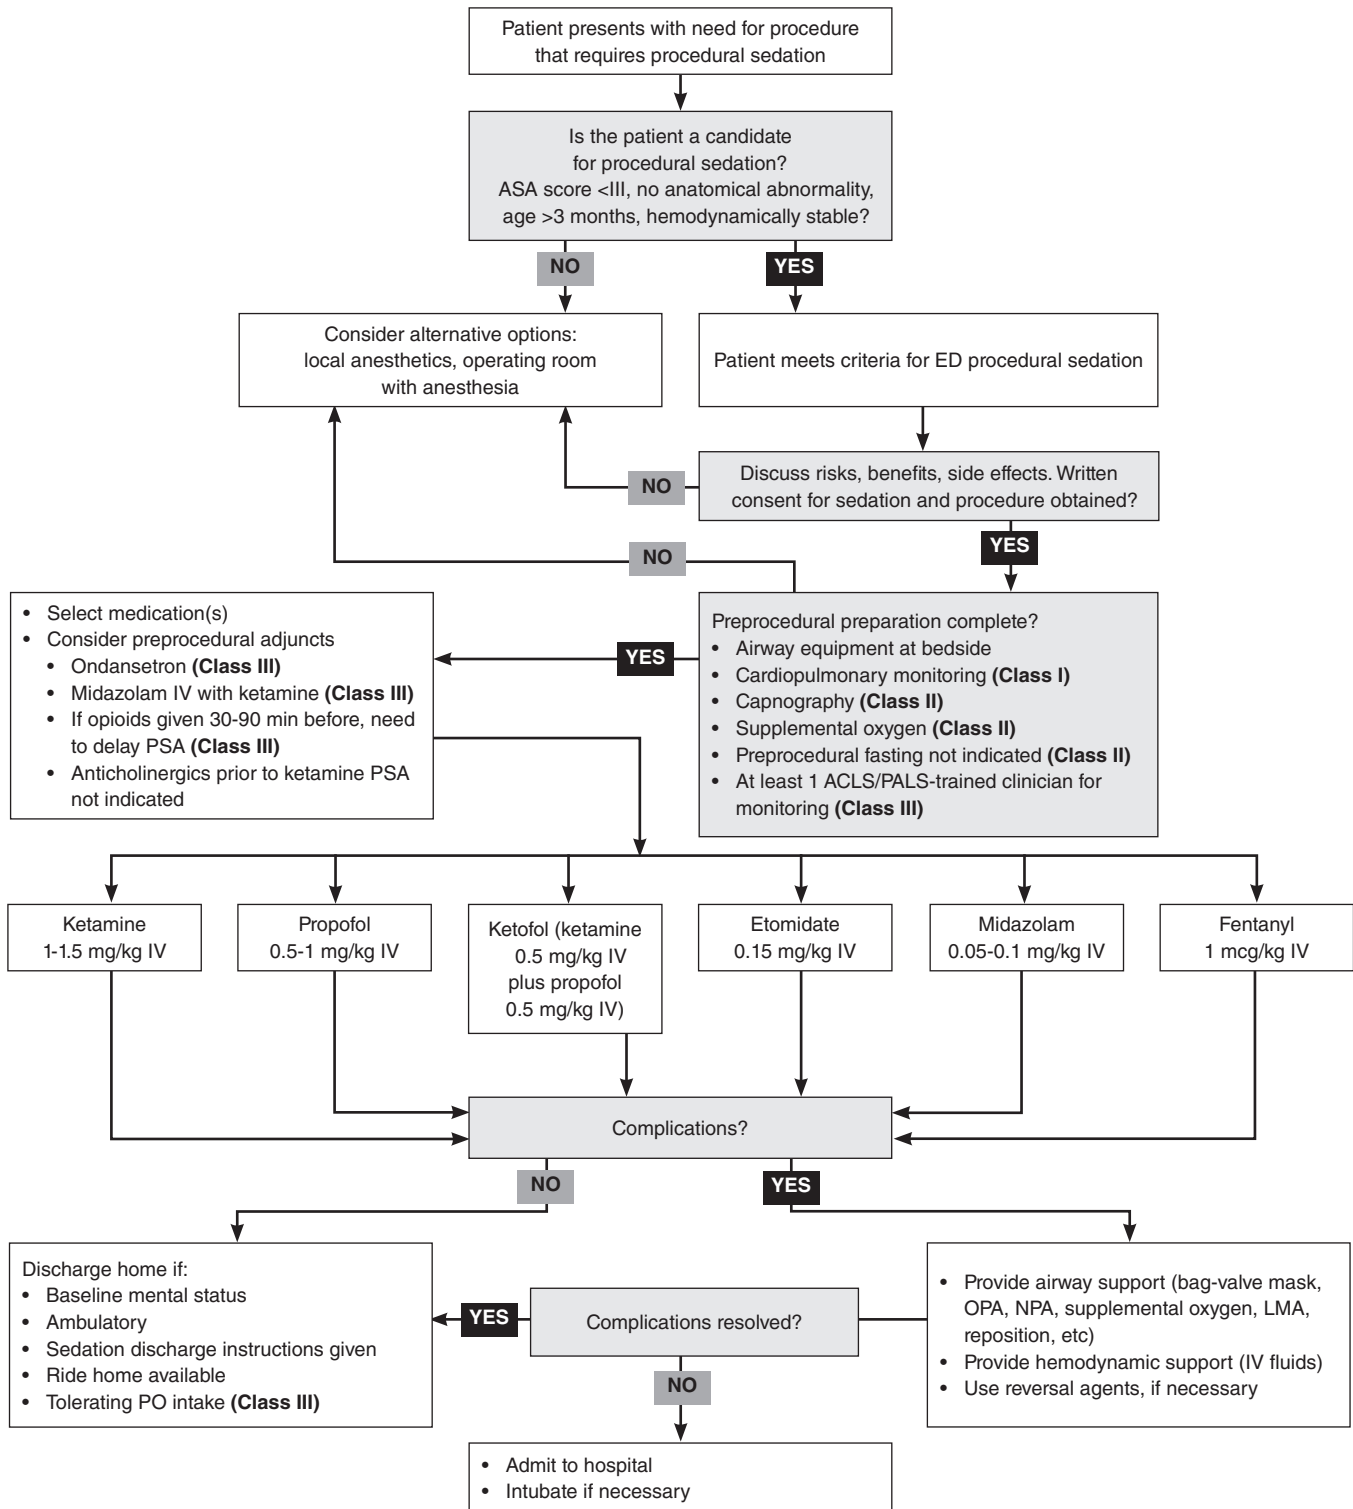 Patient presents with need for procedure
that requires procedural sedation
Is the patient a candidate
for procedural sedation?
ASA score <III, no anatomical abnormality,
age >3 months, hemodynamically stable?
NO
YES
Consider alternative options:
local anesthetics, operating room
with anesthesia
Patient meets criteria for ED procedural sedation
NO
Discuss risks, benefits, side effects. Written
consent for sedation and procedure obtained?
YES
NO
• Select medication(s)
• Consider preprocedural adjuncts
• Ondansetron (Class III)
• Midazolam IV with ketamine (Class III)
• If opioids given 30-90 min before, need
to delay PSA (Class III)
• Anticholinergics prior to ketamine PSA
not indicated
YES
Preprocedural preparation complete?
• Airway equipment at bedside
• Cardiopulmonary monitoring (Class I)
• Capnography (Class II)
• Supplemental oxygen (Class II)
• Preprocedural fasting not indicated (Class II)
• At least 1 ACLS/PALS-trained clinician for
monitoring (Class III)
Ketamine
1-1.5 mg/kg IV
Propofol
0.5-1 mg/kg IV
Ketofol (ketamine
0.5 mg/kg IV
plus propofol
0.5 mg/kg IV)
Etomidate
0.15 mg/kg IV
Midazolam
0.05-0.1 mg/kg IV
Fentanyl
1 mcg/kg IV
Complications?
NO
YES
Discharge home if:
• Baseline mental status
• Ambulatory
• Sedation discharge instructions given
• Ride home available
• Tolerating PO intake (Class III)
YES
Complications resolved?
• Provide airway support (bag-valve mask,
OPA, NPA, supplemental oxygen, LMA,
reposition, etc)
• Provide hemodynamic support (IV fluids)
• Use reversal agents, if necessary
NO
• Admit to hospital
• Intubate if necessary